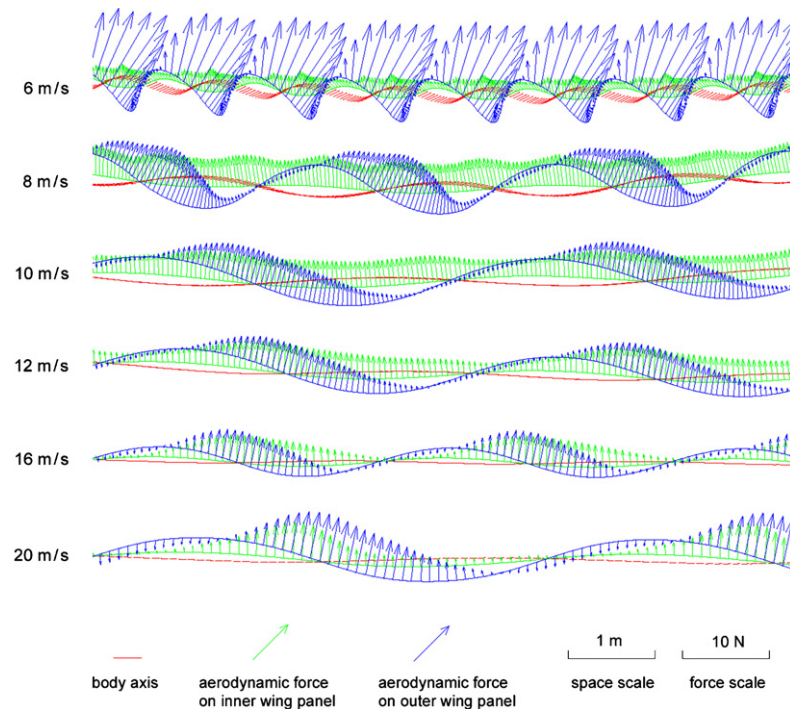 6 m/s
8 m/s
10 m/s
12 m/s
16 m/s
20 m/s
1 m
10 N
body axis
aerodynamic force
on inner wing panel
aerodynamic force
on outer wing panel
space scale
force scale